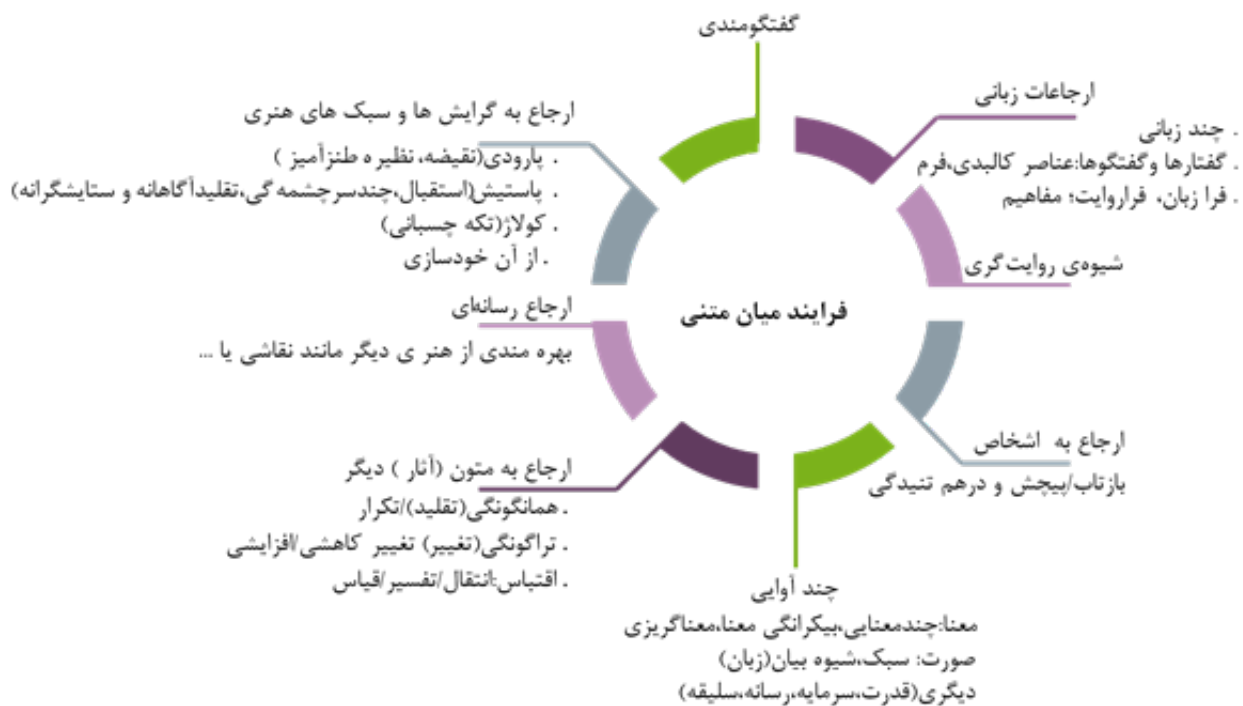 گفتگومندی
ارجاعات زبانی
. چند زبانی
. گفتارها وگفتگوها:عناصر کالبدی،فرم
. فرا زبان، فراروایت؛ مفاهیم
شیوه‌ی روایت‌گری
ارجاع به اشخاص
بازتاب/پیچش و درهم تنیدگی
چند آوایی
معنا:چندمعنایی،بیکرانگی معنا،معناگریزی
صورت: سبک،شیوه بیان(زبان)
دیگری(قدرت،سرمایه،رسانه،سلیقه)
ارجاع به متون (آثار ) دیگر
. همانگونگی(تقلید)/تکرار
. تراگونگی(تغییر) تغییر کاهشی/افزایشی
. اقتباس:انتقال/تفسیر/قیاس
ارجاع رسانه‌ای
بهره مندی از هنر ی دیگر مانند نقاشی یا ...
ارجاع به گرایش ها و سبک های هنری
. پارودی(نقیضه، نظیره طنزآمیز )
. پاستیش(استقبال،چندسرچشمه گی،تقلیدآگاهانه و ستایشگرانه)
. کولاژ(تکه چسبانی)
. از آن خودسازی
فرایند میان متنی